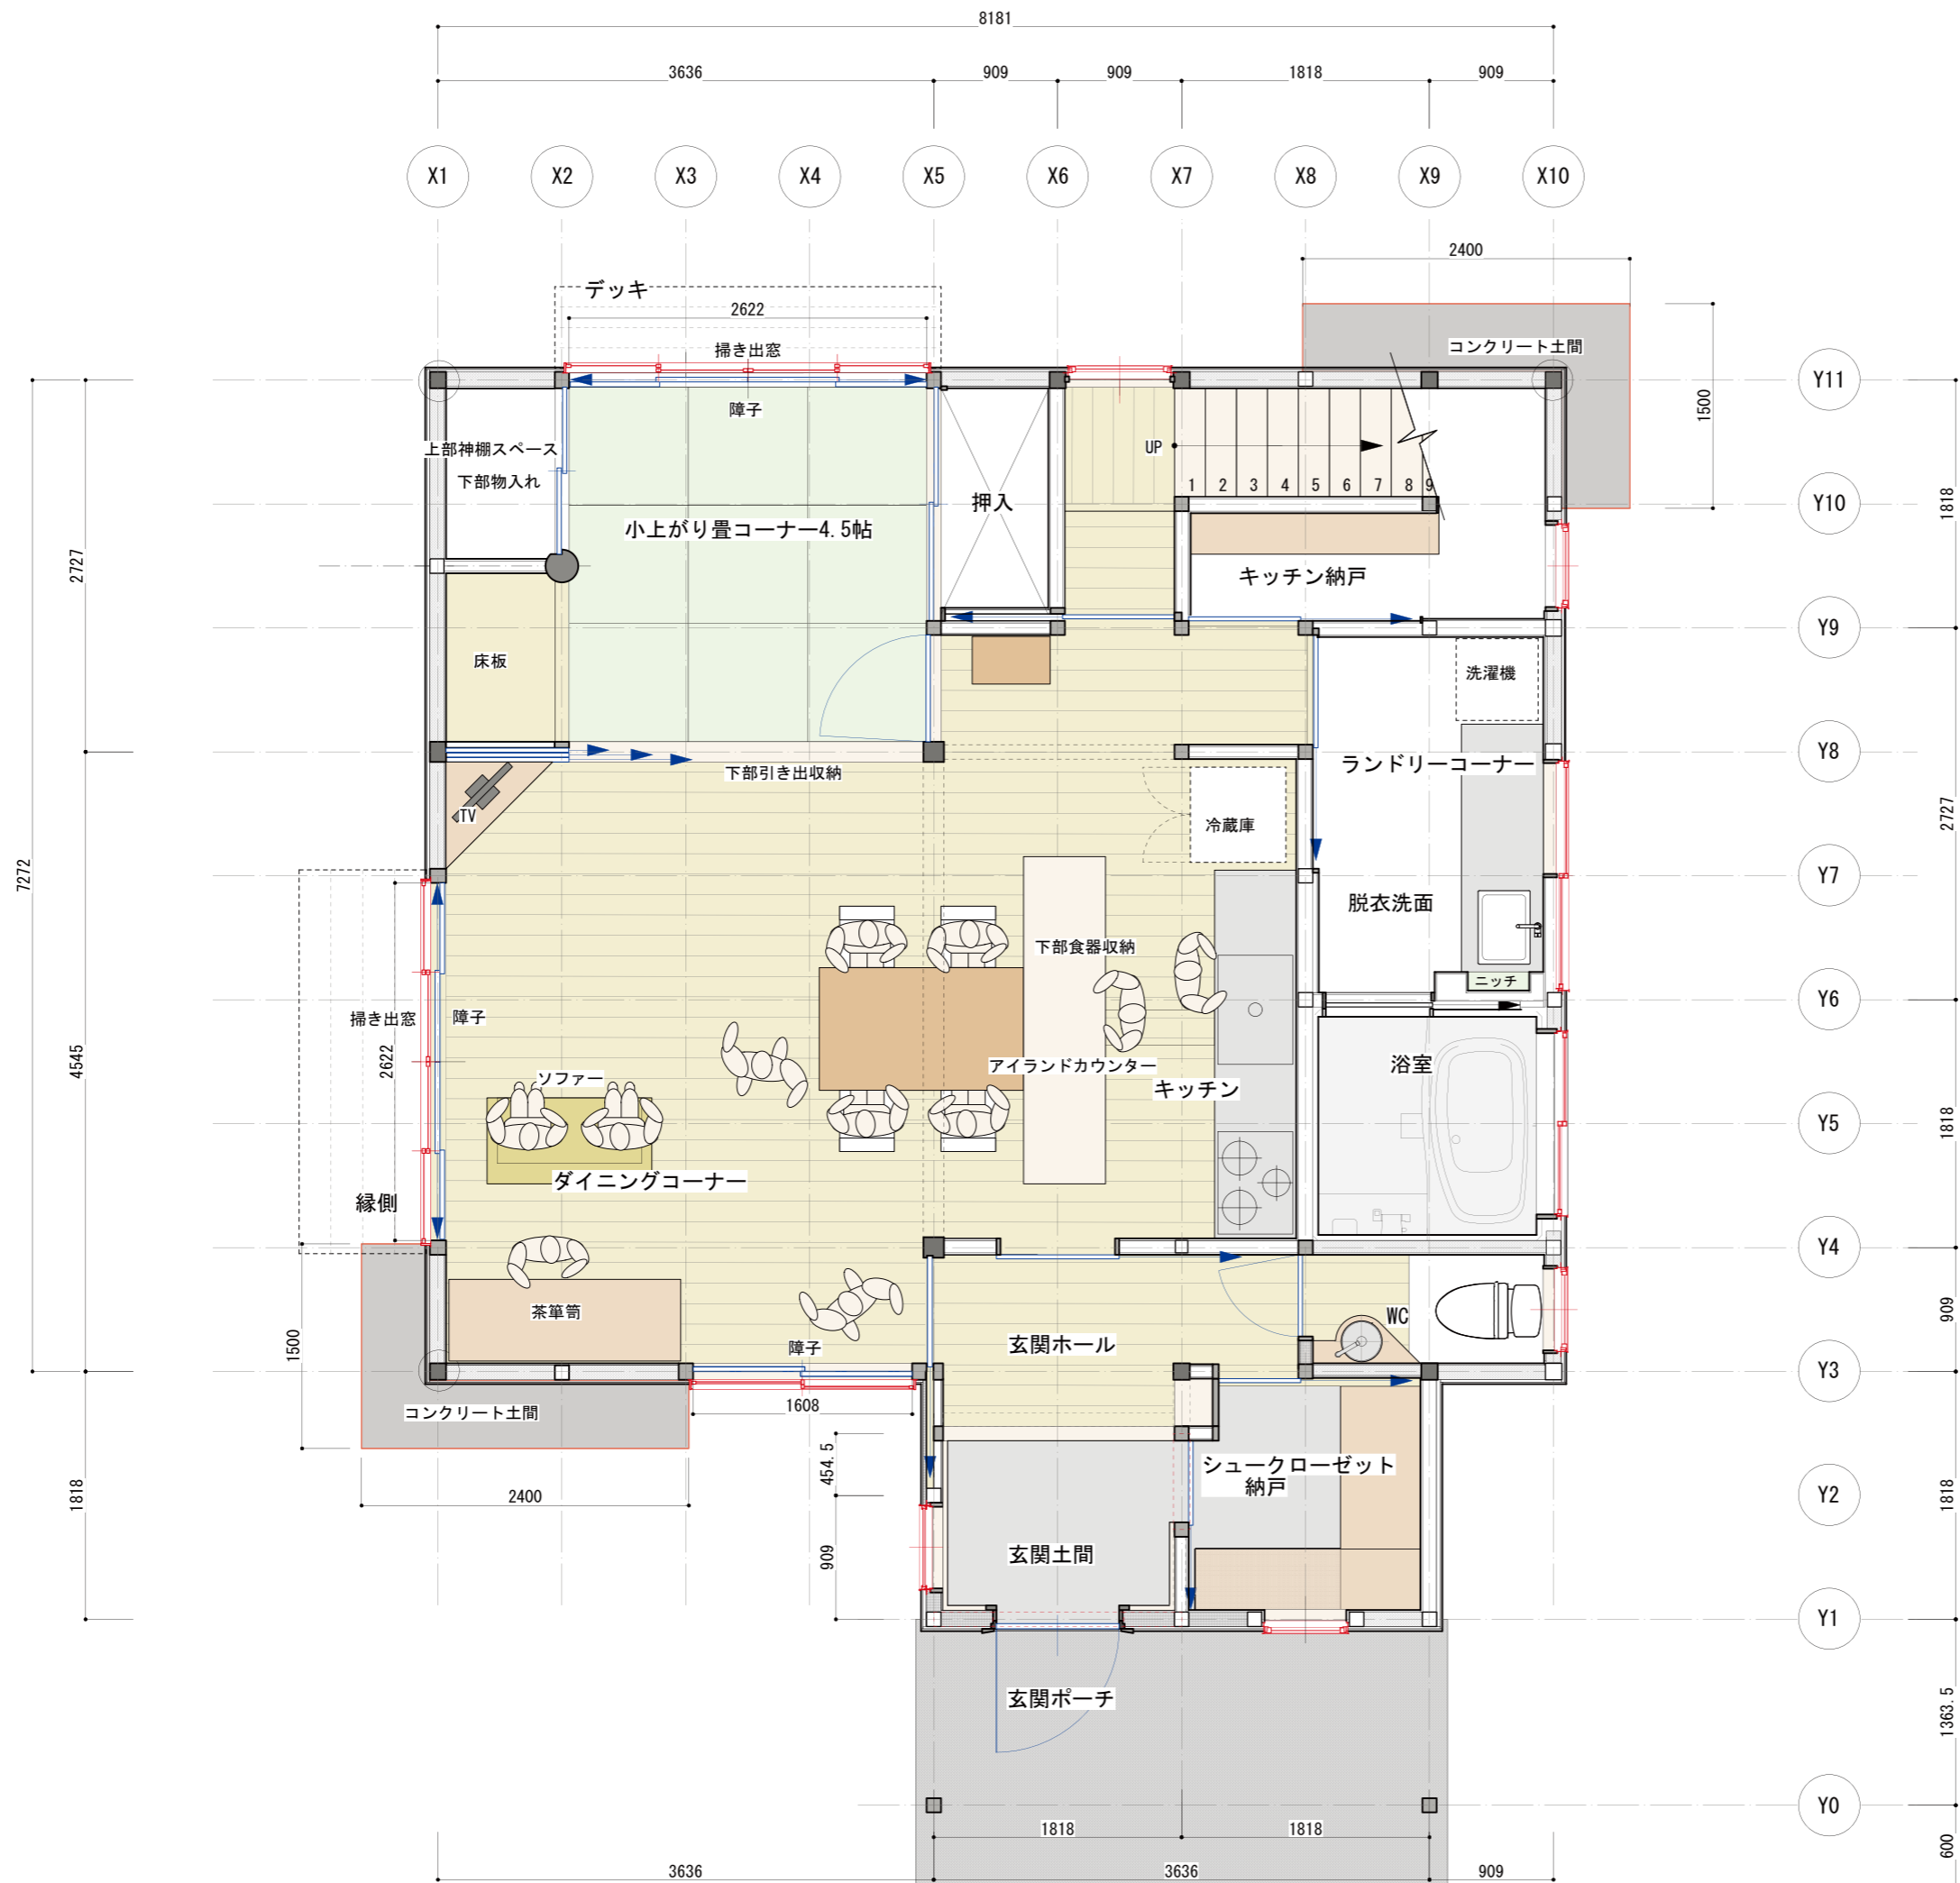 8181
3636
909
909
1818
909
X1
X2
X3
X4
X5
X6
X7
X8
X9
X10
2400
デッキ
2622
掃き出窓
コンクリート土間
Y11
障子
1500
上部神棚スペース
UP
下部物入れ
1 2 3 4 5 6 7 8 9
押入
Y10
1818
小上がり畳コーナー4.5帖
2727
キッチン納戸
Y9
床板
洗濯機
Y8
ランドリーコーナー
下部引き出収納
TV
冷蔵庫
2727
7272
Y7
脱衣洗面
下部食器収納
ニッチ
Y6
掃き出窓
障子
2622
4545
浴室
アイランドカウンター
ソファー
キッチン
Y5
1818
ダイニングコーナー
縁側
Y4
茶箪笥
WC
909
1500
障子
玄関ホール
Y3
コンクリート土間
1608
454.5
シュークローゼット
納戸
2400
1818
Y2
1818
909
玄関土間
Y1
玄関ポーチ
1363.5
Y0
1818
1818
600
3636
3636
909